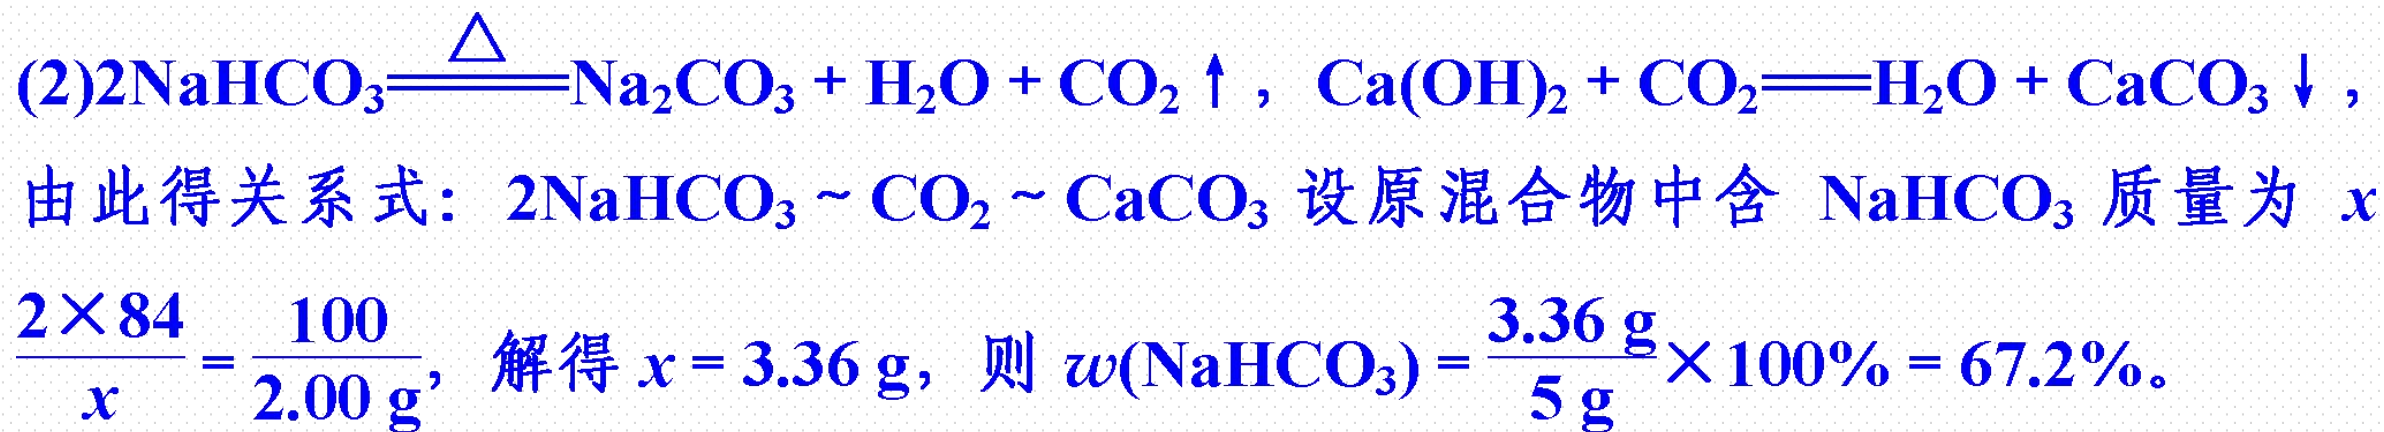 (2)2NaHCO₃ =△= Na₂CO₃ + H₂O + CO₂↑, Ca(OH)₂ + CO₂ == H₂O + CaCO₃↓,
由此得关系式: 2NaHCO₃ ~ CO₂ ~ CaCO₃ 设原混合物中含 NaHCO₃ 质量为 x
2×84/x = 100/2.00 g, 解得 x = 3.36 g, 则 w(NaHCO₃) = 3.36 g/5 g × 100% = 67.2%。